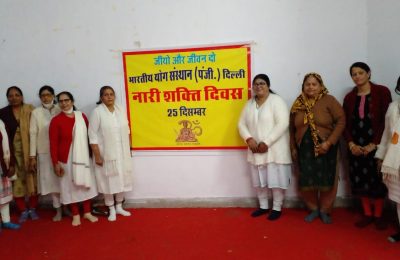 जीयो और जीवन दो
भारतीय योग संस्थान (पंजी.) दिल्ली
नारी शक्ति दिवस
25 दिसम्बर